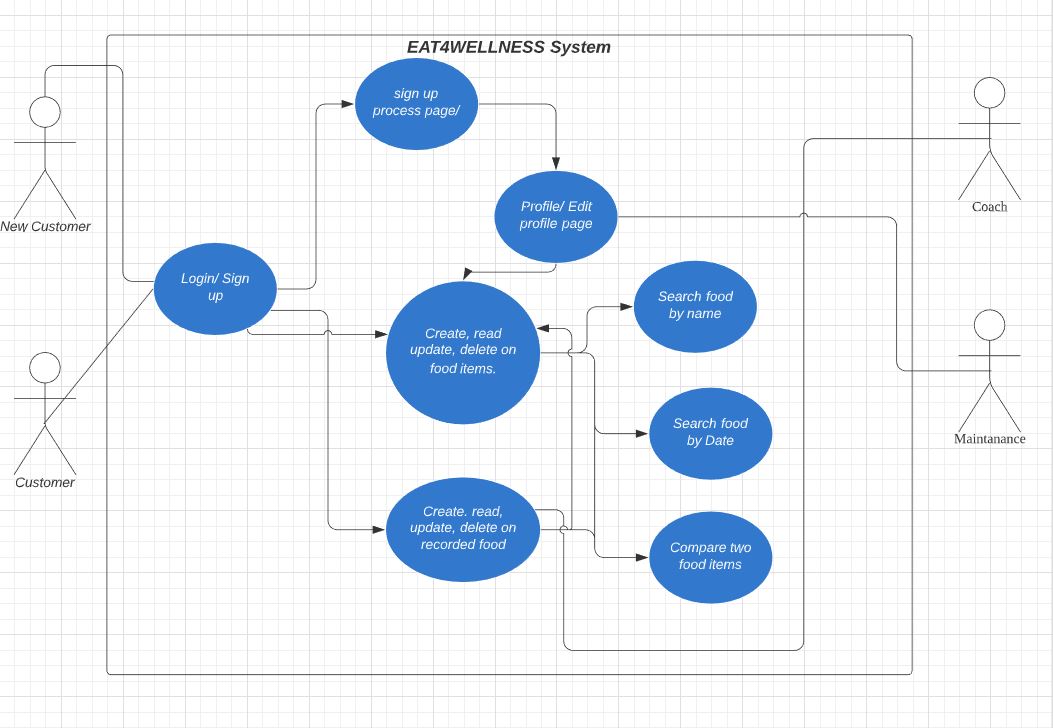 EAT4WELLNESS System
sign up
process page/
New Customer
Login/ Sign
up
Customer
Profile/ Edit
profile page
Create, read
update, delete on
food items.
Create. read,
update, delete on
recorded food
Search food
by name
Search food
by Date
Compare two
food items
Coach
Maintanance